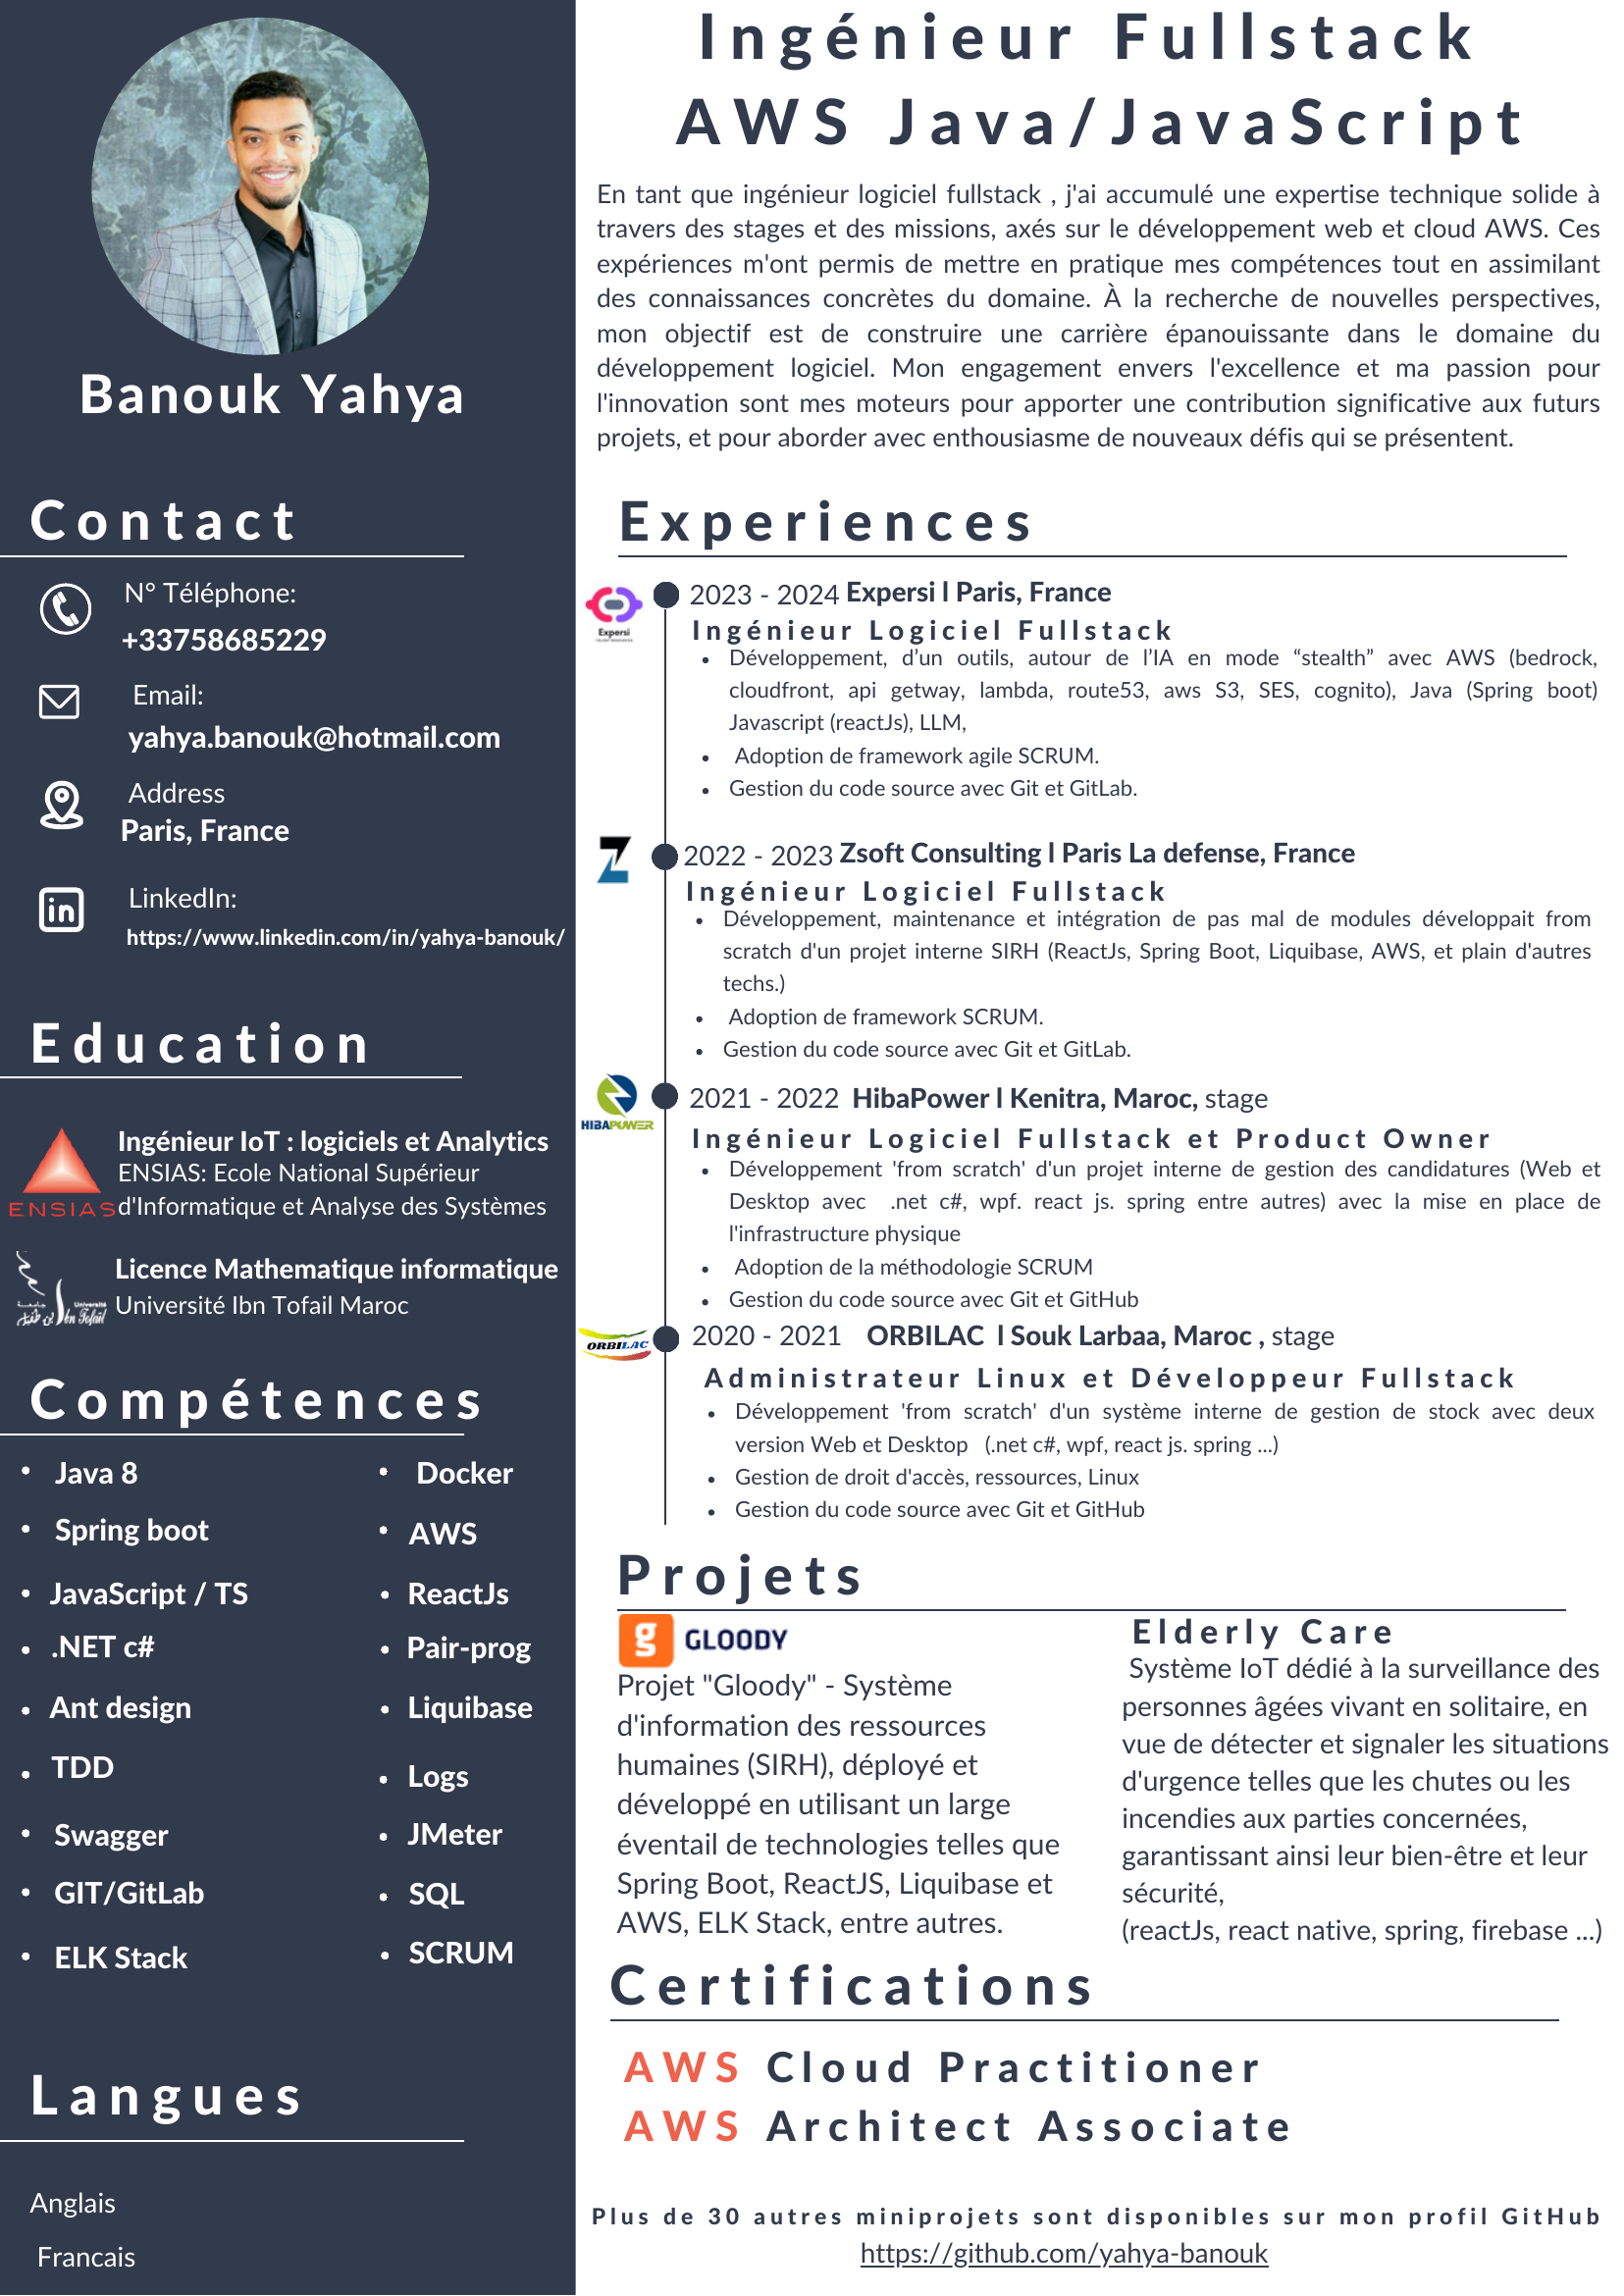 Banouk Yahya
Contact
N° Téléphone:
+33758685229
Email:
yahya.banouk@hotmail.com
Address
Paris, France
LinkedIn:
https://www.linkedin.com/in/yahya-banouk/
Education
ENSIAS
Ingénieur IoT : logiciels et Analytics
ENSIAS: Ecole National Supérieur
d'Informatique et Analyse des Systèmes
Université
Ibn Tofail
Licence Mathematique informatique
Université Ibn Tofail Maroc
Compétences
Java 8
Spring boot
JavaScript / TS
.NET c#
Ant design
TDD
Swagger
GIT/GitLab
ELK Stack
Docker
AWS
ReactJs
Pair-prog
Liquibase
Logs
JMeter
SQL
SCRUM
Langues
Anglais
Francais
Ingénieur Fullstack
AWS Java/JavaScript
En tant que ingénieur logiciel fullstack , j'ai accumulé une expertise technique solide à
travers des stages et des missions, axés sur le développement web et cloud AWS. Ces
expériences m'ont permis de mettre en pratique mes compétences tout en assimilant
des connaissances concrètes du domaine. À la recherche de nouvelles perspectives,
mon objectif est de construire une carrière épanouissante dans le domaine du
développement logiciel. Mon engagement envers l'excellence et ma passion pour
l'innovation sont mes moteurs pour apporter une contribution significative aux futurs
projets, et pour aborder avec enthousiasme de nouveaux défis qui se présentent.
Experiences
Expersi
2023 - 2024 Expersi l Paris, France
Ingénieur Logiciel Fullstack
• Développement, d’un outils, autour de l’IA en mode “stealth” avec AWS (bedrock,
cloudfront, api getway, lambda, route53, aws S3, SES, cognito), Java (Spring boot)
Javascript (reactJs), LLM,
• Adoption de framework agile SCRUM.
• Gestion du code source avec Git et GitLab.
2022 - 2023 Zsoft Consulting l Paris La defense, France
Ingénieur Logiciel Fullstack
• Développement, maintenance et intégration de pas mal de modules développait from
scratch d'un projet interne SIRH (ReactJs, Spring Boot, Liquibase, AWS, et plain d'autres
techs.)
• Adoption de framework SCRUM.
• Gestion du code source avec Git et GitLab.
HIBAPOWER
2021 - 2022 HibaPower l Kenitra, Maroc, stage
Ingénieur Logiciel Fullstack et Product Owner
• Développement 'from scratch' d'un projet interne de gestion des candidatures (Web et
Desktop avec .net c#, wpf. react js. spring entre autres) avec la mise en place de
l'infrastructure physique
• Adoption de la méthodologie SCRUM
• Gestion du code source avec Git et GitHub
ORBILAC
2020 - 2021 ORBILAC l Souk Larbaa, Maroc , stage
Administrateur Linux et Développeur Fullstack
• Développement 'from scratch' d'un système interne de gestion de stock avec deux
version Web et Desktop (.net c#, wpf, react js. spring ...)
• Gestion de droit d'accès, ressources, Linux
• Gestion du code source avec Git et GitHub
Projets
g GLOODY
Projet "Gloody" - Système
d'information des ressources
humaines (SIRH), déployé et
développé en utilisant un large
éventail de technologies telles que
Spring Boot, ReactJS, Liquibase et
AWS, ELK Stack, entre autres.
Elderly Care
Système IoT dédié à la surveillance des
personnes âgées vivant en solitaire, en
vue de détecter et signaler les situations
d'urgence telles que les chutes ou les
incendies aux parties concernées,
garantissant ainsi leur bien-être et leur
sécurité,
(reactJs, react native, spring, firebase ...)
Certifications
AWS Cloud Practitioner
AWS Architect Associate
Plus de 30 autres miniprojets sont disponibles sur mon profil GitHub
https://github.com/yahya-banouk